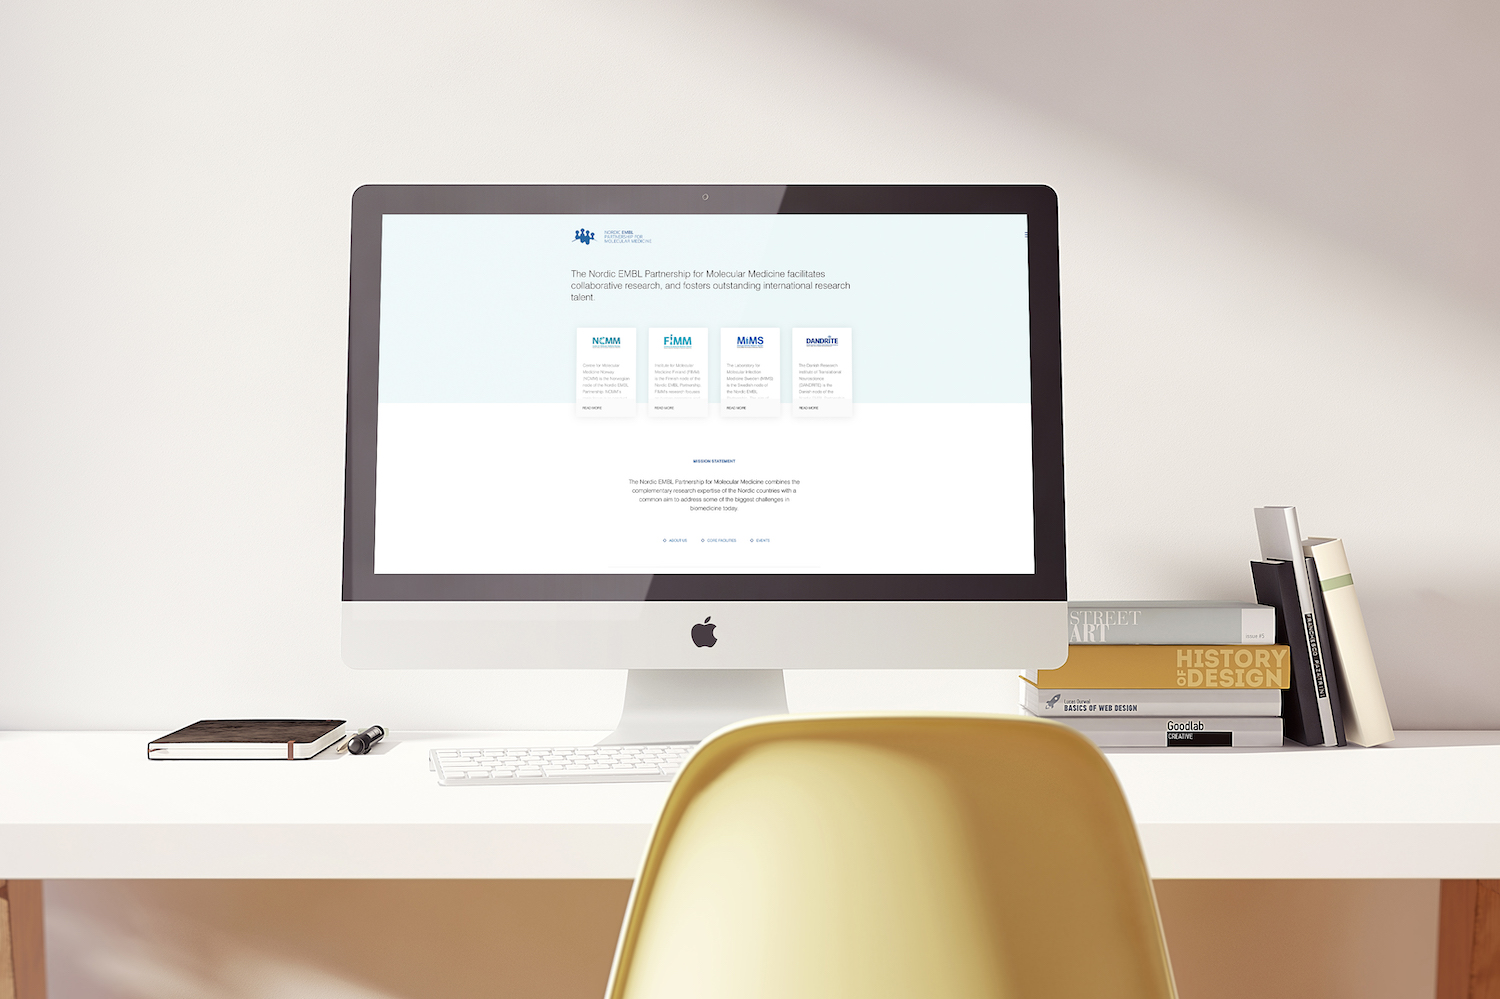 NORDIC EMBL
PARTNERSHIP FOR
MOLECULAR MEDICINE
The Nordic EMBL Partnership for Molecular Medicine facilitates
collaborative research, and fosters outstanding international research
talent.
NCMM
Centre for Molecular
Medicine Norway
(NCMM) is the Norwegian
node of the Nordic EMBL
Partnership. NCMM's
READ MORE
FIMM
Institute for Molecular
Medicine Finland (FIMM)
is the Finnish node of the
Nordic EMBL Partnership.
FIMM's research focuses
READ MORE
MIMS
The Laboratory for
Molecular Infection
Medicine Sweden (MIMS)
is the Swedish node of
the Nordic EMBL
READ MORE
DANDRITE
The Danish Research
Institute of Translational
Neuroscience
(DANDRITE) is the
Danish node of the
READ MORE
MISSION STATEMENT
The Nordic EMBL Partnership for Molecular Medicine combines the
complementary research expertise of the Nordic countries with a
common aim to address some of the biggest challenges in
biomedicine today.
ABOUT US
CORE FACILITIES
EVENTS
STREET
ART
Issue #5
HISTORY
OF DESIGN
Lucas Durwal
BASICS OF WEB DESIGN
Goodlab
CREATIVE